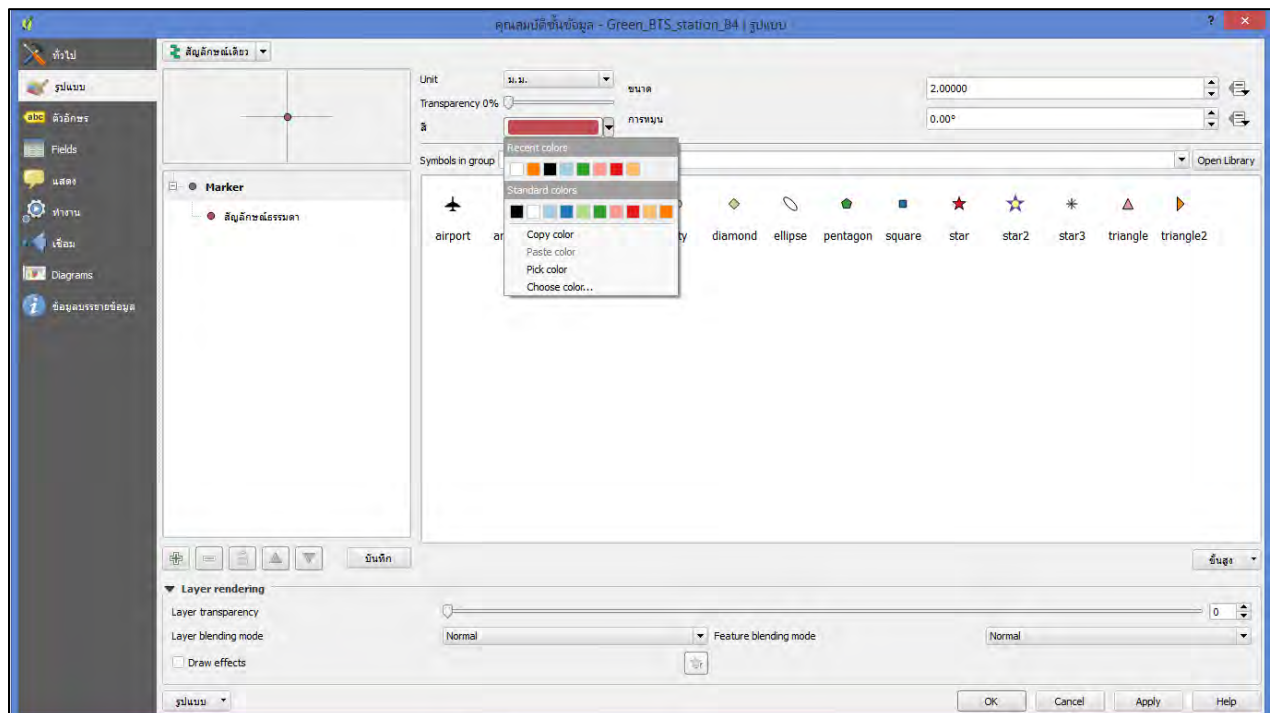 คุณสมบัติชั้นข้อมูล - Green_BTS_station_B4 | รูปแบบ
?
ทั่วไป
รูปแบบ
abc ตัวอักษร
Fields
แสดง
ทำงาน
เชื่อม
Diagrams
ข้อมูลบรรยายข้อมูล
สัญลักษณ์เดียว
Unit
ม.ม.
ขนาด
2.00000
Transparency 0%
สี
การหมุน
0.00°
Recent colors
Standard colors
Copy color
Paste color
Pick color
Choose color...
Symbols in group
Open Library
Marker
สัญลักษณ์ธรรมดา
airport
diamond
ellipse
pentagon
square
star
star2
star3
triangle
triangle2
บันทึก
ขั้นสูง
Layer rendering
Layer transparency
0
Layer blending mode
Normal
Feature blending mode
Normal
Draw effects
รูปแบบ
OK
Cancel
Apply
Help